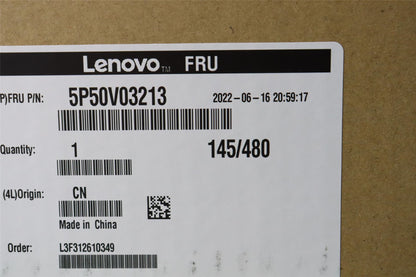 Lenovo™ FRU
P)FRU P/N: 5P50V03213 2022-06-16 20:59:17
Quantity: 1 145/480
(4L)Origin: CN
Made in China
Order: L3F312610349